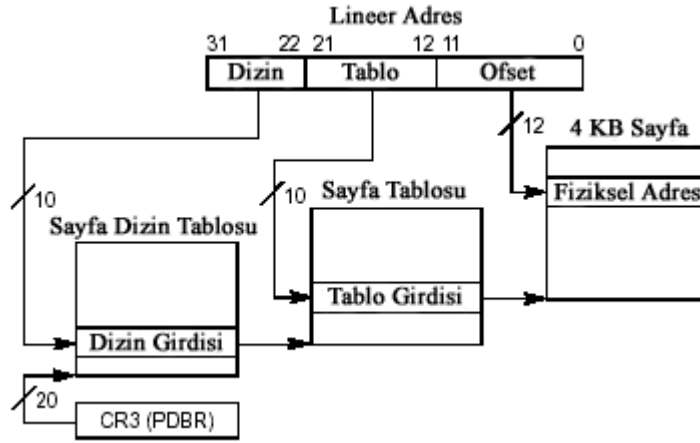 Lineer Adres
31 22 21 12 11 0
Dizin Tablo Ofset
12
4 KB Sayfa
10
10
Sayfa Tablosu
Fiziksel Adres
Sayfa Dizin Tablosu
Tablo Girdisi
Dizin Girdisi
20
CR3 (PDBR)